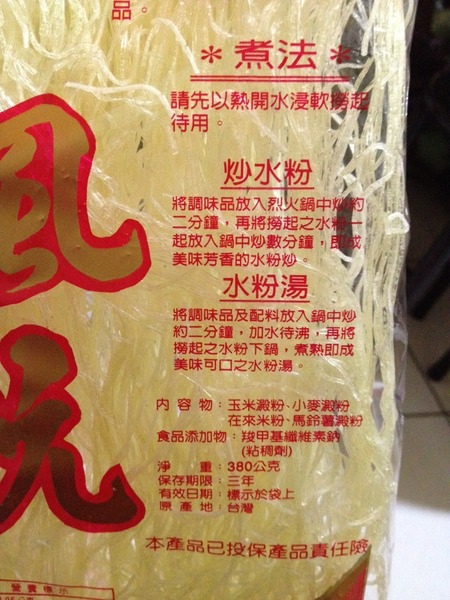 品。
＊煮法＊
請先以熱開水浸軟撈起
待用。
炒水粉
將調味品放入烈火鍋中炒約
二分鐘，再將撈起之水粉一
起放入鍋中炒數分鐘，即成
美味芳香的水粉炒。
水粉湯
將調味品及配料放入鍋中炒
約二分鐘，加水待沸，再將
撈起之水粉下鍋，煮熟即成
美味可口之水粉湯。
內容物：玉米澱粉、小麥澱粉
在來米粉、馬鈴薯澱粉
食品添加物：羧甲基纖維素鈉
(粘稠劑)
淨重：380公克
保存期限：三年
有效日期：標示於袋上
原產地：台灣
本產品已投保產品責任險
營養標示